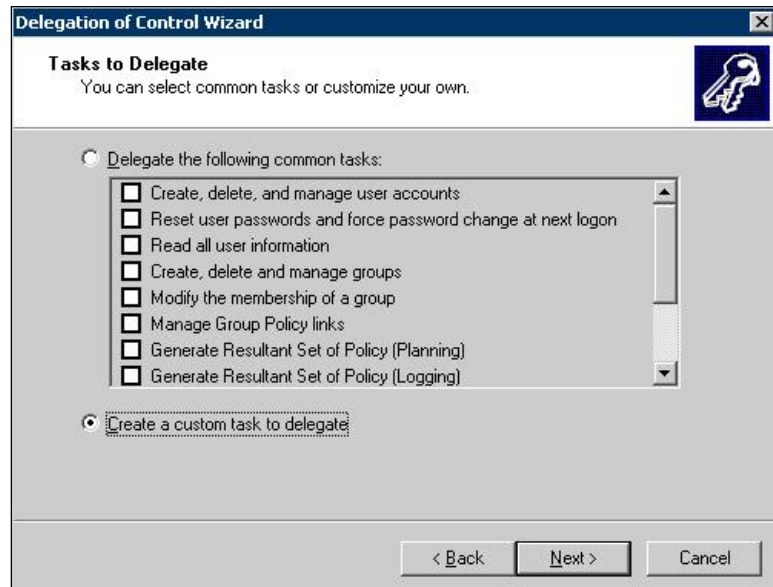 Delegation of Control Wizard
Tasks to Delegate
You can select common tasks or customize your own.
Delegate the following common tasks:
Create, delete, and manage user accounts
Reset user passwords and force password change at next logon
Read all user information
Create, delete and manage groups
Modify the membership of a group
Manage Group Policy links
Generate Resultant Set of Policy (Planning)
Generate Resultant Set of Policy (Logging)
Create a custom task to delegate
< Back Next > Cancel